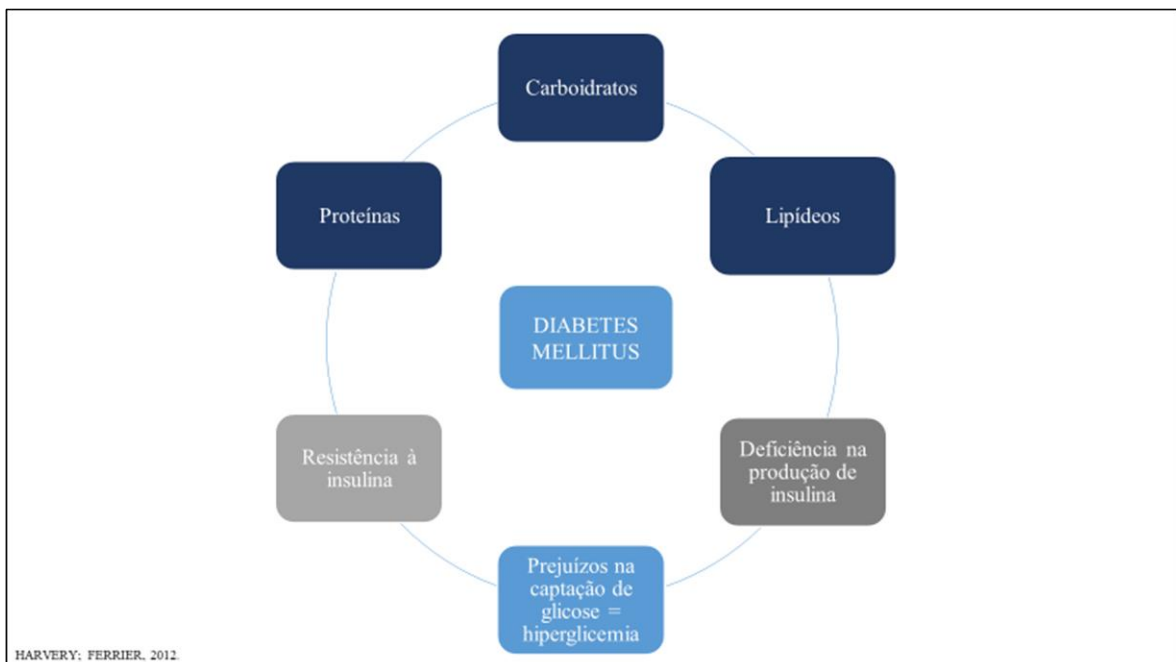 Carboidratos
Proteínas
Lipídeos
DIABETES
MELLITUS
Resistência à
insulina
Deficiência na
produção de
insulina
Prejuízos na
captação de
glicose =
hiperglicemia
HARVERY; FERRIER, 2012.